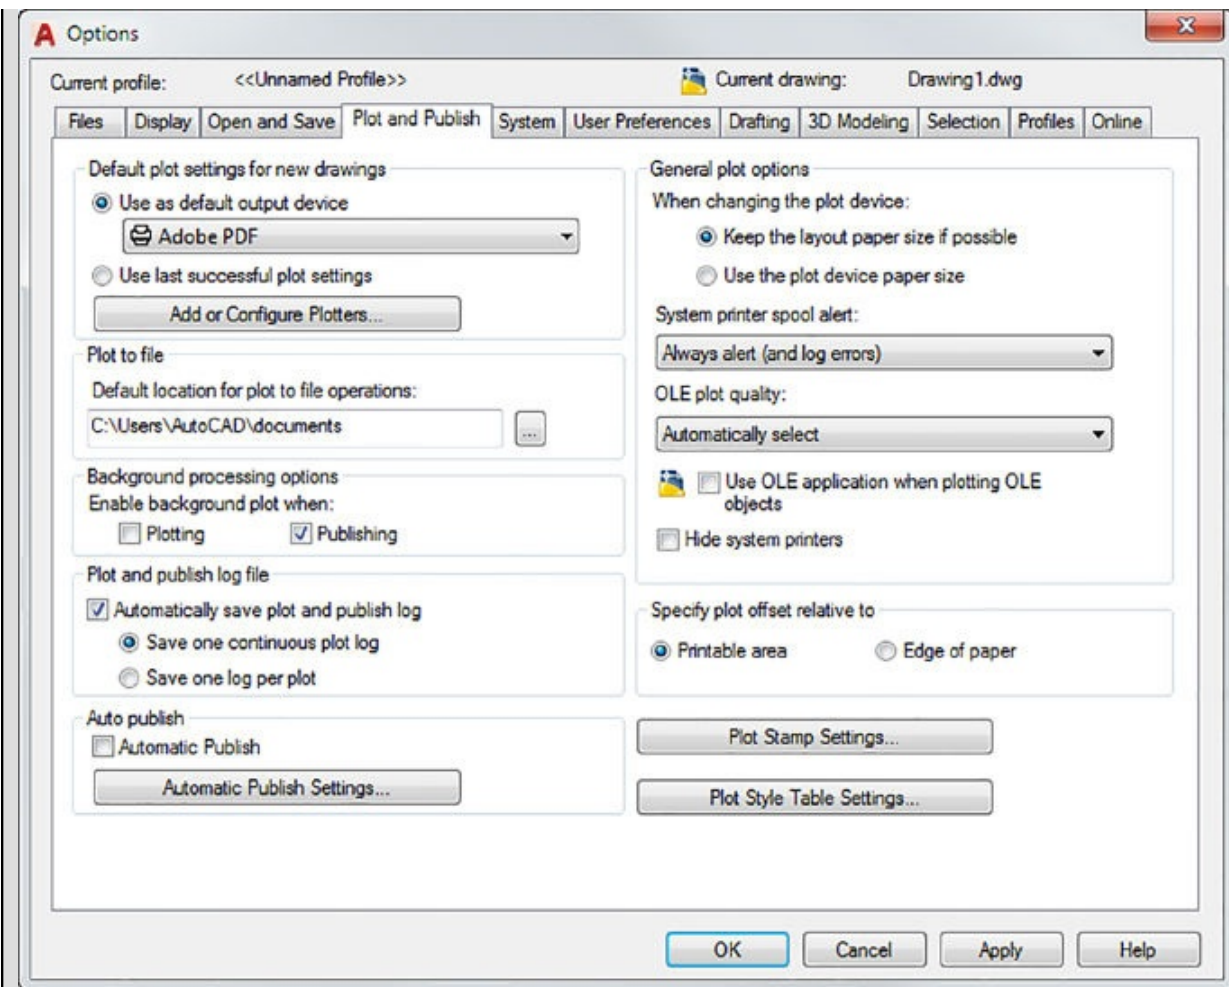 Options
Current profile: <<Unnamed Profile>> Current drawing: Drawing1.dwg
Files Display Open and Save Plot and Publish System User Preferences Drafting 3D Modeling Selection Profiles Online
Default plot settings for new drawings
Use as default output device
Adobe PDF
Use last successful plot settings
Add or Configure Plotters...
Plot to file
Default location for plot to file operations:
C:\Users\AutoCAD\documents
...
Background processing options
Enable background plot when:
Plotting Publishing
Plot and publish log file
Automatically save plot and publish log
Save one continuous plot log
Save one log per plot
Auto publish
Automatic Publish
Automatic Publish Settings...
General plot options
When changing the plot device:
Keep the layout paper size if possible
Use the plot device paper size
System printer spool alert:
Always alert (and log errors)
OLE plot quality:
Automatically select
Use OLE application when plotting OLE
objects
Hide system printers
Specify plot offset relative to
Printable area Edge of paper
Plot Stamp Settings...
Plot Style Table Settings...
OK Cancel Apply Help